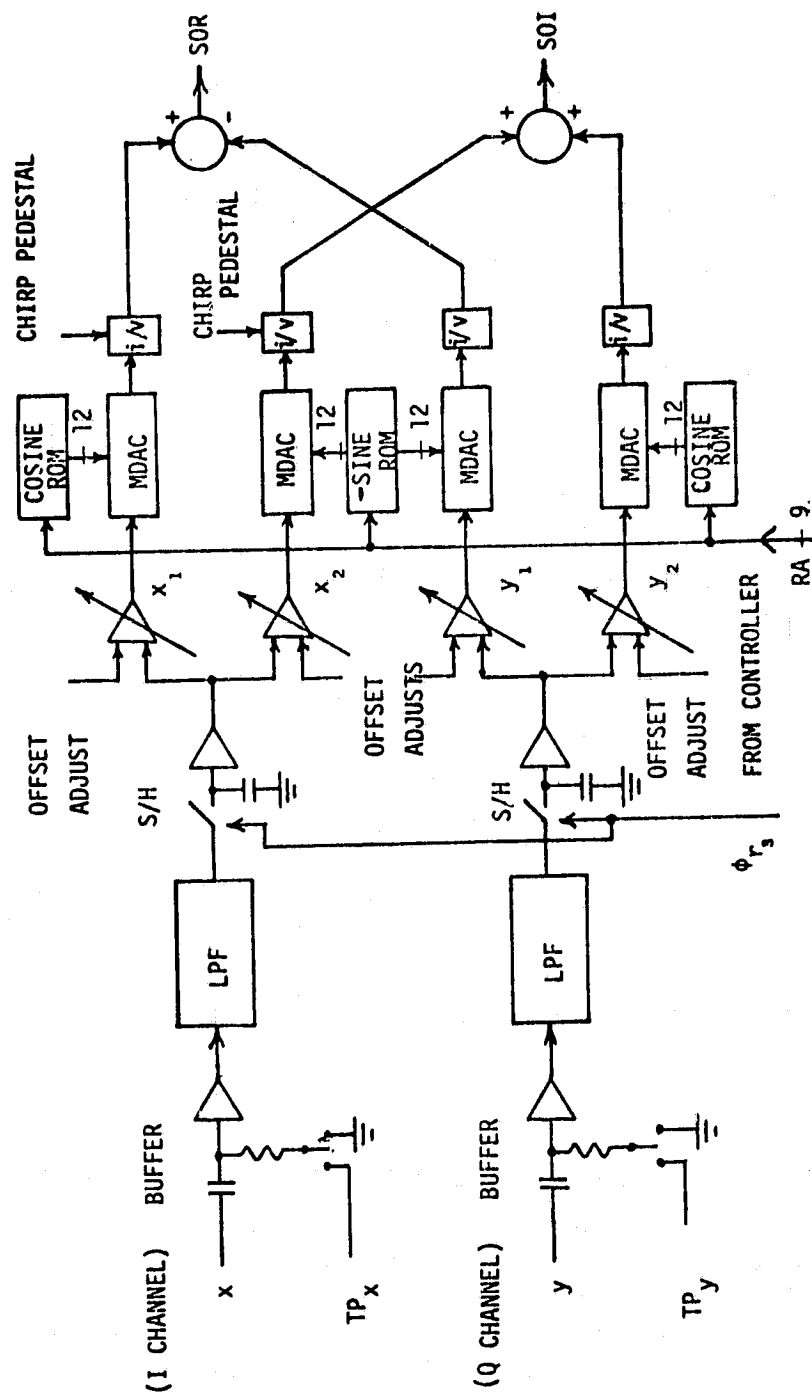 (I CHANNEL) BUFFER
x
TPx
LPF
S/H
OFFSET
ADJUST
x1
x2
COSINE
ROM
12
MDAC
i/v
CHIRP PEDESTAL
SOR
+
-
MDAC
i/v
CHIRP
PEDESTAL
12
-SINE
ROM
12
(Q CHANNEL) BUFFER
y
TPy
LPF
S/H
OFFSET
ADJUSTS
y1
y2
OFFSET
ADJUST
MDAC
i/v
MDAC
i/v
12
COSINE
ROM
SOI
+
+
Φrs
FROM CONTROLLER
RA 9.